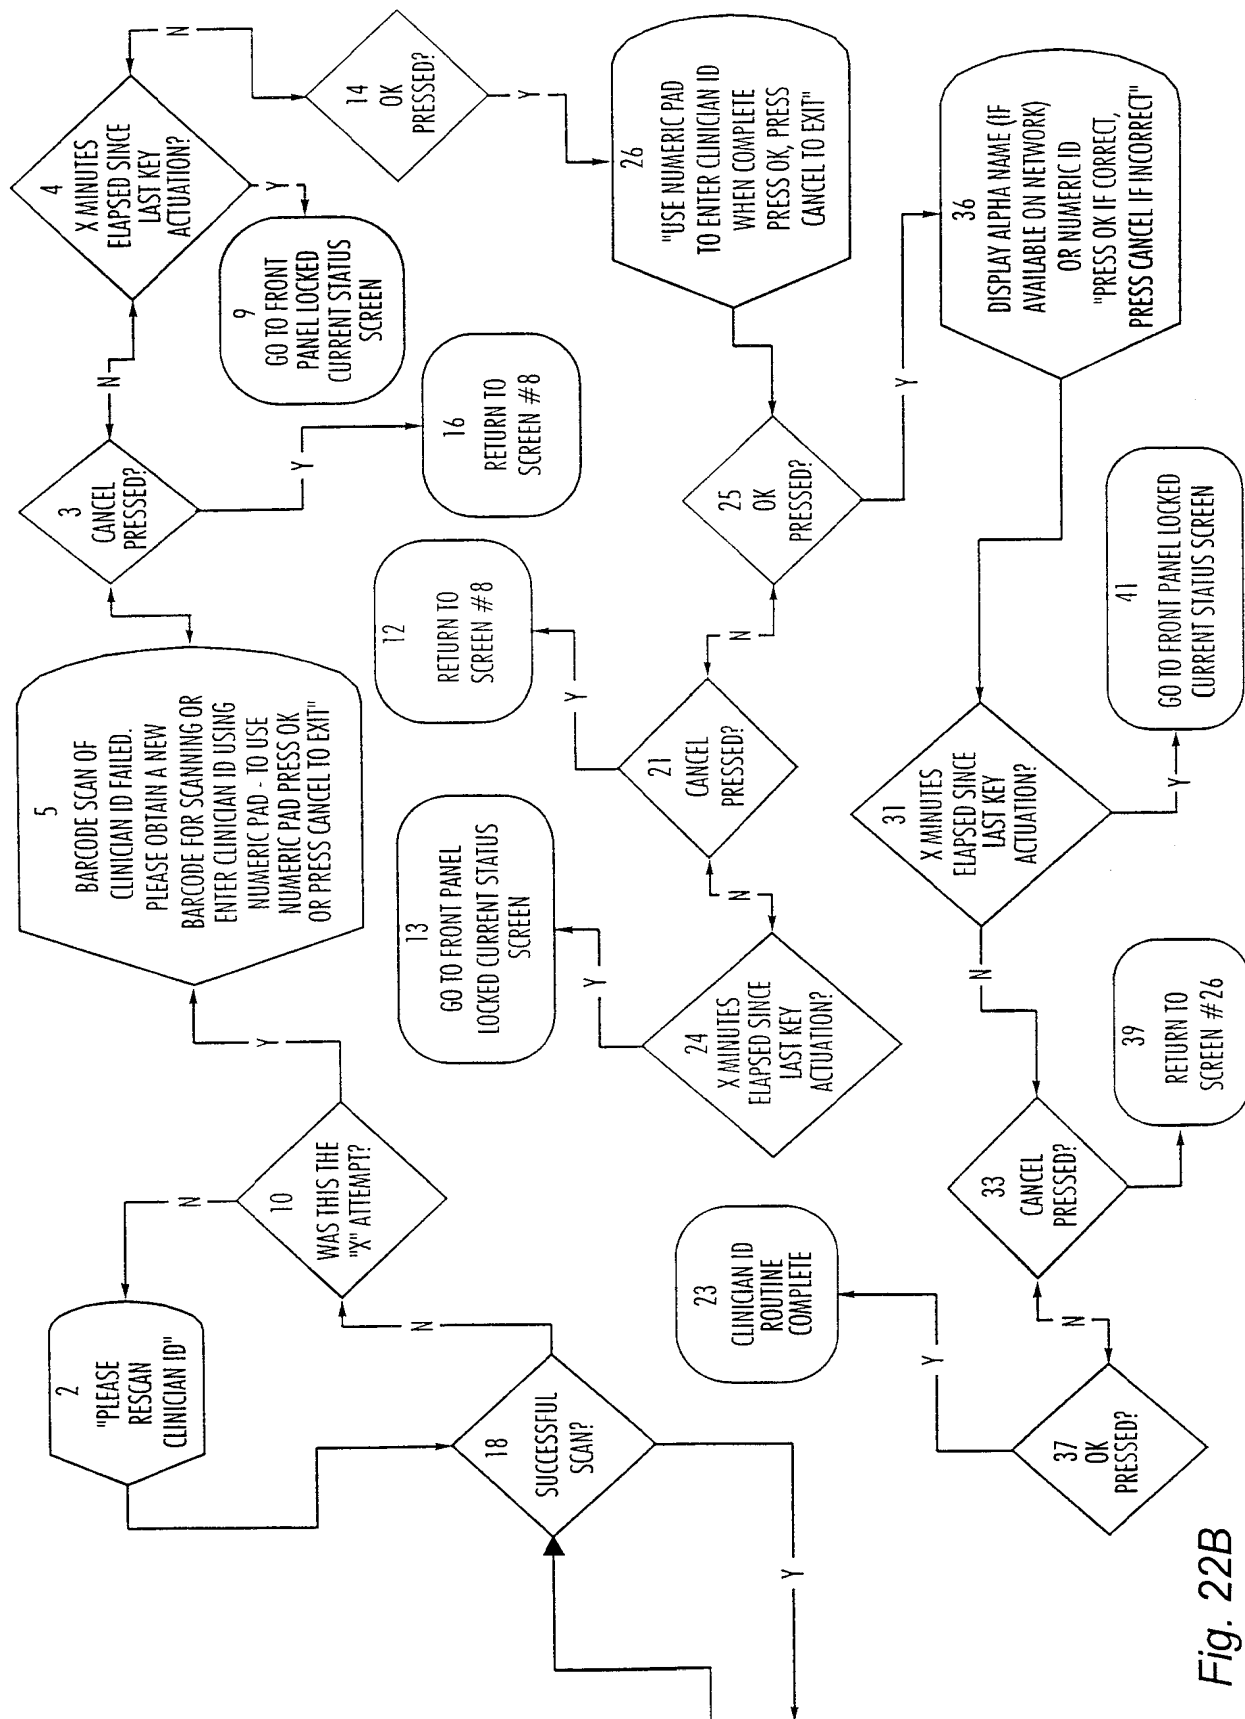 2
"PLEASE
RESCAN
CLINICIAN ID"
N
10
WAS THIS THE
"X" ATTEMPT?
Y
N
18
SUCCESSFUL
SCAN?
Y
5
BARCODE SCAN OF
CLINICIAN ID FAILED.
PLEASE OBTAIN A NEW
BARCODE FOR SCANNING OR
ENTER CLINICIAN ID USING
NUMERIC PAD - TO USE
NUMERIC PAD PRESS OK
OR PRESS CANCEL TO EXIT"
3
CANCEL
PRESSED?
N
Y
4
X MINUTES
ELAPSED SINCE
LAST KEY
ACTUATION?
N
Y
9
GO TO FRONT
PANEL LOCKED
CURRENT STATUS
SCREEN
16
RETURN TO
SCREEN #8
14
OK
PRESSED?
Y
26
"USE NUMERIC PAD
TO ENTER CLINICIAN ID
WHEN COMPLETE
PRESS OK, PRESS
CANCEL TO EXIT"
12
RETURN TO
SCREEN #8
Y
13
GO TO FRONT PANEL
LOCKED CURRENT STATUS
SCREEN
Y
24
X MINUTES
ELAPSED SINCE
LAST KEY
ACTUATION?
N
21
CANCEL
PRESSED?
N
25
OK
PRESSED?
Y
36
DISPLAY ALPHA NAME (IF
AVAILABLE ON NETWORK)
OR NUMERIC ID
"PRESS OK IF CORRECT,
PRESS CANCEL IF INCORRECT"
23
CLINICIAN ID
ROUTINE
COMPLETE
Y
37
OK
PRESSED?
N
33
CANCEL
PRESSED?
N
31
X MINUTES
ELAPSED SINCE
LAST KEY
ACTUATION?
Y
39
RETURN TO
SCREEN #26
41
GO TO FRONT PANEL LOCKED
CURRENT STATUS SCREEN
Fig. 22B